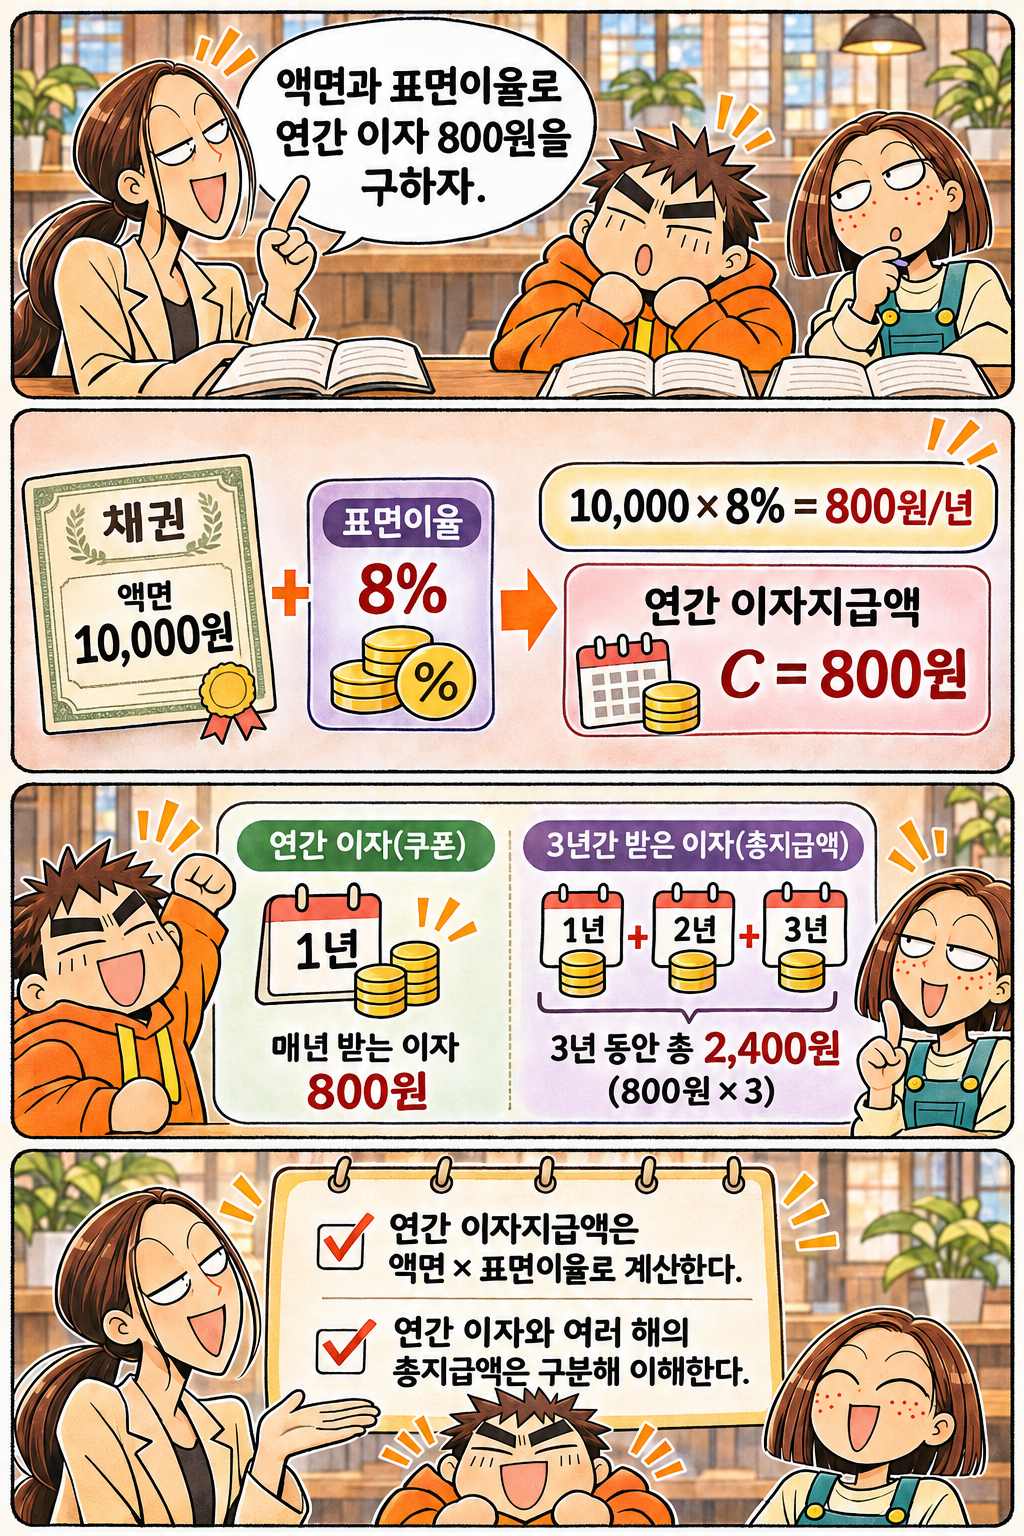 액면과 표면이율로
연간 이자 800원을
구하자.
채권
액면
10,000원
+
표면이율
8%
%
10,000 × 8% = 800원/년
연간 이자지급액
C = 800원
연간 이자(쿠폰)
1년
매년 받는 이자
800원
3년간 받은 이자(총지급액)
1년 + 2년 + 3년
3년 동안 총 2,400원
(800원 × 3)
연간 이자지급액은
액면 × 표면이율로 계산한다.
연간 이자와 여러 해의
총지급액은 구분해 이해한다.